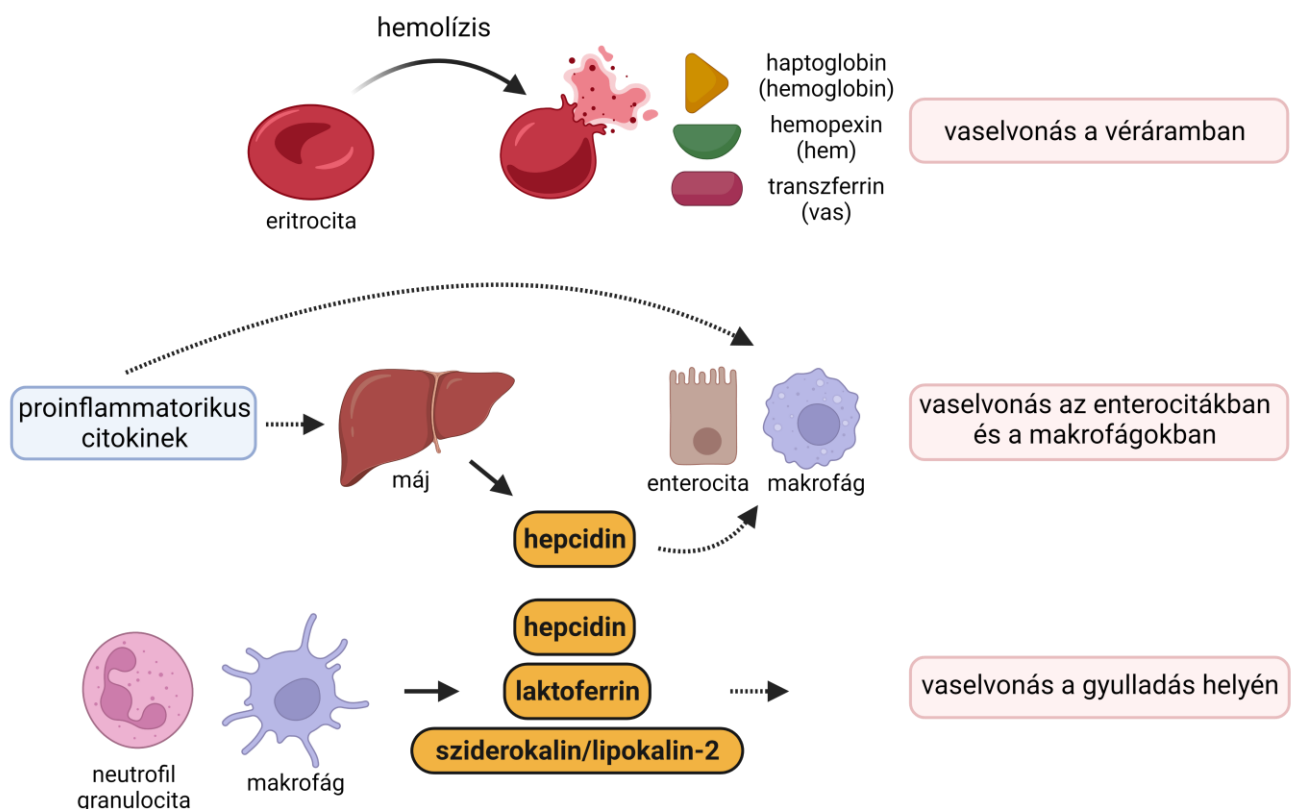 hemolízis
eritrocita
haptoglobin
(hemoglobin)
hemopexin
(hem)
transzferrin
(vas)
vaselvonás a véráramban
proinflammatorikus
citokinek
máj
hepcidin
enterocita
makrofág
vaselvonás az enterocitákban
és a makrofágokban
neutrofil
granulocita
makrofág
hepcidin
laktoferrin
sziderokalin/lipokalin-2
vaselvonás a gyulladás helyén